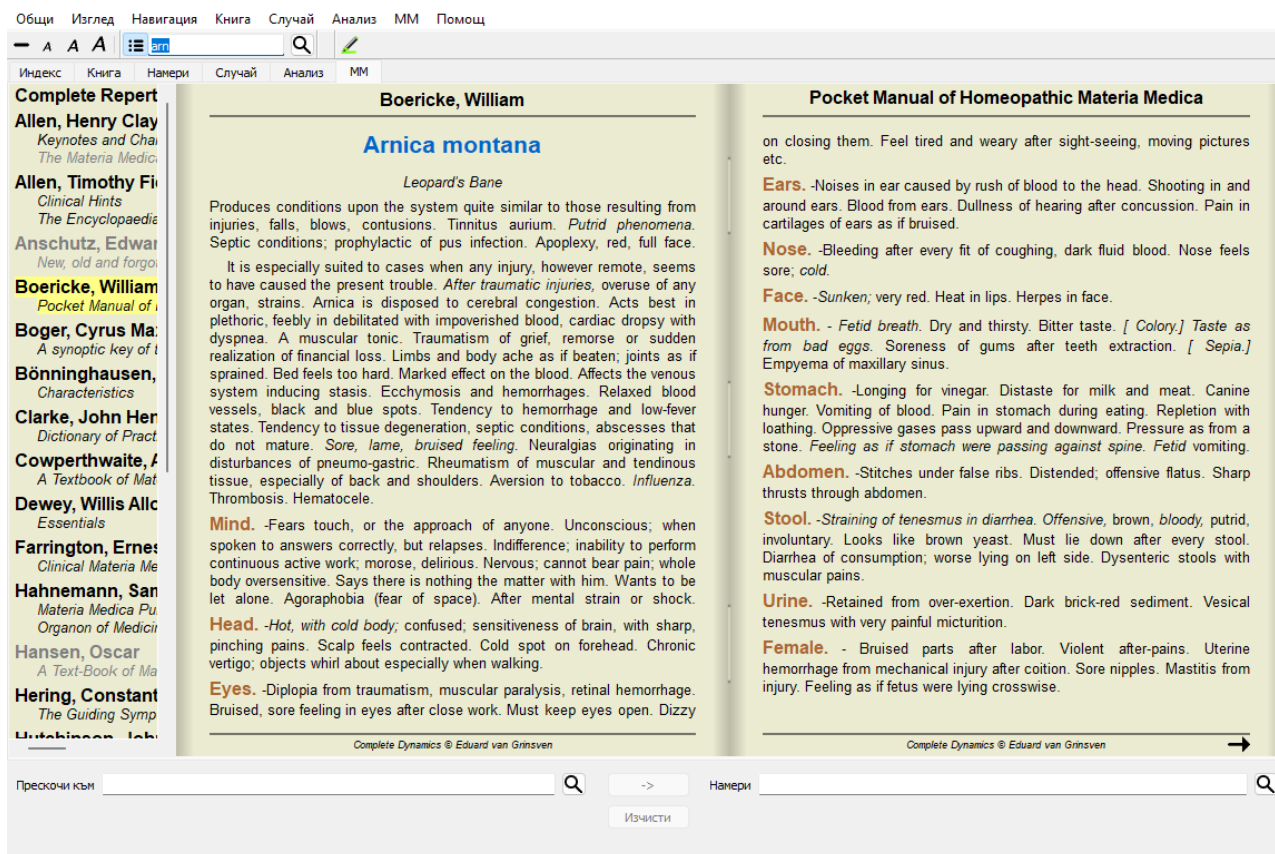 Общи Изглед Навигация Книга Случай Анализ ММ Помощ
A A A arn
Индекс Книга Намери Случай Анализ ММ
Complete Repert
Allen, Henry Clay
Keynotes and Cha
The Materia Medic
Allen, Timothy Fi
Clinical Hints
The Encyclopaedia
Anschutz, Edwar
New, old and forgo
Boericke, William
Pocket Manual of
Boger, Cyrus Ma
A synoptic key of t
Bönninghausen,
Characteristics
Clarke, John Hen
Dictionary of Pract
Cowperthwaite, A
A Textbook of Mat
Dewey, Willis Allo
Essentials
Farrington, Ernes
Clinical Materia Me
Hahnemann, Sam
Materia Medica Pu
Organon of Medicin
Hansen, Oscar
A Text-Book of Ma
Hering, Constant
The Guiding Symp
Hutchinson, John
Boericke, William
Arnica montana
Leopard's Bane
Produces conditions upon the system quite similar to those resulting from
injuries, falls, blows, contusions. Tinnitus aurium. Putrid phenomena.
Septic conditions; prophylactic of pus infection. Apoplexy, red, full face.
It is especially suited to cases when any injury, however remote, seems
to have caused the present trouble. After traumatic injuries, overuse of any
organ, strains. Arnica is disposed to cerebral congestion. Acts best in
plethoric, feebly in debilitated with impoverished blood, cardiac dropsy with
dyspnea. A muscular tonic. Traumatism of grief, remorse or sudden
realization of financial loss. Limbs and body ache as if beaten; joints as if
sprained. Bed feels too hard. Marked effect on the blood. Affects the venous
system inducing stasis. Ecchymosis and hemorrhages. Relaxed blood
vessels, black and blue spots. Tendency to hemorrhage and low-fever
states. Tendency to tissue degeneration, septic conditions, abscesses that
do not mature. Sore, lame, bruised feeling. Neuralgias originating in
disturbances of pneumo-gastric. Rheumatism of muscular and tendinous
tissue, especially of back and shoulders. Aversion to tobacco. Influenza.
Thrombosis. Hematocele.
Mind. -Fears touch, or the approach of anyone. Unconscious; when
spoken to answers correctly, but relapses. Indifference; inability to perform
continuous active work; morose, delirious. Nervous; cannot bear pain; whole
body oversensitive. Says there is nothing the matter with him. Wants to be
let alone. Agoraphobia (fear of space). After mental strain or shock.
Head. -Hot, with cold body; confused; sensitiveness of brain, with sharp,
pinching pains. Scalp feels contracted. Cold spot on forehead. Chronic
vertigo; objects whirl about especially when walking.
Eyes. -Diplopia from traumatism, muscular paralysis, retinal hemorrhage.
Bruised, sore feeling in eyes after close work. Must keep eyes open. Dizzy
Complete Dynamics © Eduard van Grinsven
Pocket Manual of Homeopathic Materia Medica
on closing them. Feel tired and weary after sight-seeing, moving pictures
etc.
Ears. -Noises in ear caused by rush of blood to the head. Shooting in and
around ears. Blood from ears. Dullness of hearing after concussion. Pain in
cartilages of ears as if bruised.
Nose. -Bleeding after every fit of coughing, dark fluid blood. Nose feels
sore; cold.
Face. -Sunken; very red. Heat in lips. Herpes in face.
Mouth. - Fetid breath. Dry and thirsty. Bitter taste. [ Colory.] Taste as
from bad eggs. Soreness of gums after teeth extraction. [ Sepia.]
Empyema of maxillary sinus.
Stomach. -Longing for vinegar. Distaste for milk and meat. Canine
hunger. Vomiting of blood. Pain in stomach during eating. Repletion with
loathing. Oppressive gases pass upward and downward. Pressure as from a
stone. Feeling as if stomach were passing against spine. Fetid vomiting.
Abdomen. -Stitches under false ribs. Distended; offensive flatus. Sharp
thrusts through abdomen.
Stool. -Straining of tenesmus in diarrhea. Offensive, brown, bloody, putrid,
involuntary. Looks like brown yeast. Must lie down after every stool.
Diarrhea of consumption; worse lying on left side. Dysenteric stools with
muscular pains.
Urine. -Retained from over-exertion. Dark brick-red sediment. Vesical
tenesmus with very painful micturition.
Female. - Bruised parts after labor. Violent after-pains. Uterine
hemorrhage from mechanical injury after coition. Sore nipples. Mastitis from
injury. Feeling as if fetus were lying crosswise.
Complete Dynamics © Eduard van Grinsven
Прескочи към -> Намери
Изчисти